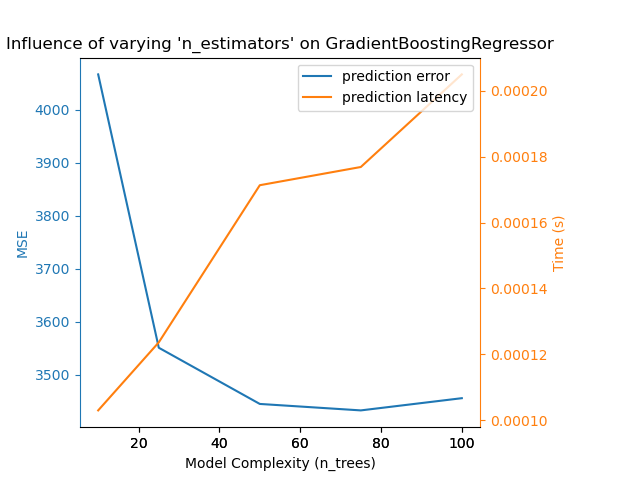 Influence of varying 'n_estimators' on GradientBoostingRegressor
prediction error
prediction latency
MSE
4000
3900
3800
3700
3600
3500
0.00020
0.00018
0.00016
0.00014
0.00012
0.00010
Time (s)
20 40 60 80 100
Model Complexity (n_trees)